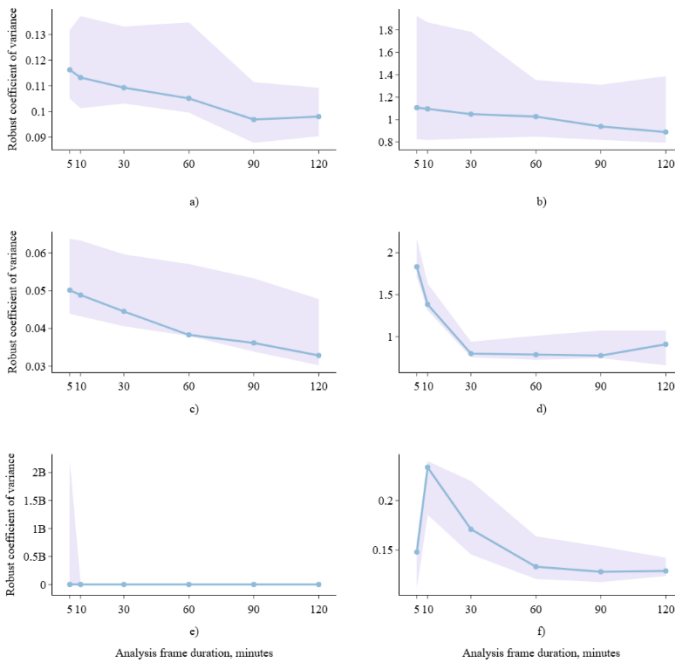 Robust coefficient of variance
0.13
0.12
0.11
0.1
0.09
5 10 30 60 90 120
a)
1.8
1.6
1.4
1.2
1
0.8
5 10 30 60 90 120
b)
Robust coefficient of variance
0.06
0.05
0.04
0.03
5 10 30 60 90 120
c)
2
1.5
1
5 10 30 60 90 120
d)
Robust coefficient of variance
2B
1.5B
1B
0.5B
0
5 10 30 60 90 120
e)
Analysis frame duration, minutes
0.2
0.15
5 10 30 60 90 120
f)
Analysis frame duration, minutes